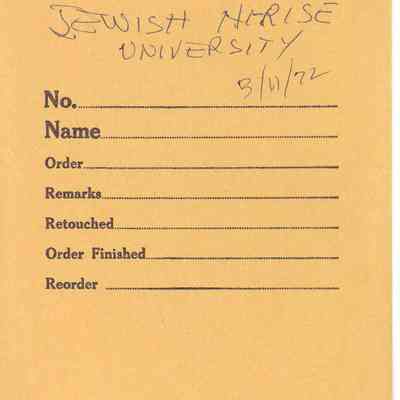 JEWISH
UNIVERSITY
3/11/72
No.
Name
Order
Remarks
Retouched
Order Finished
Reorder